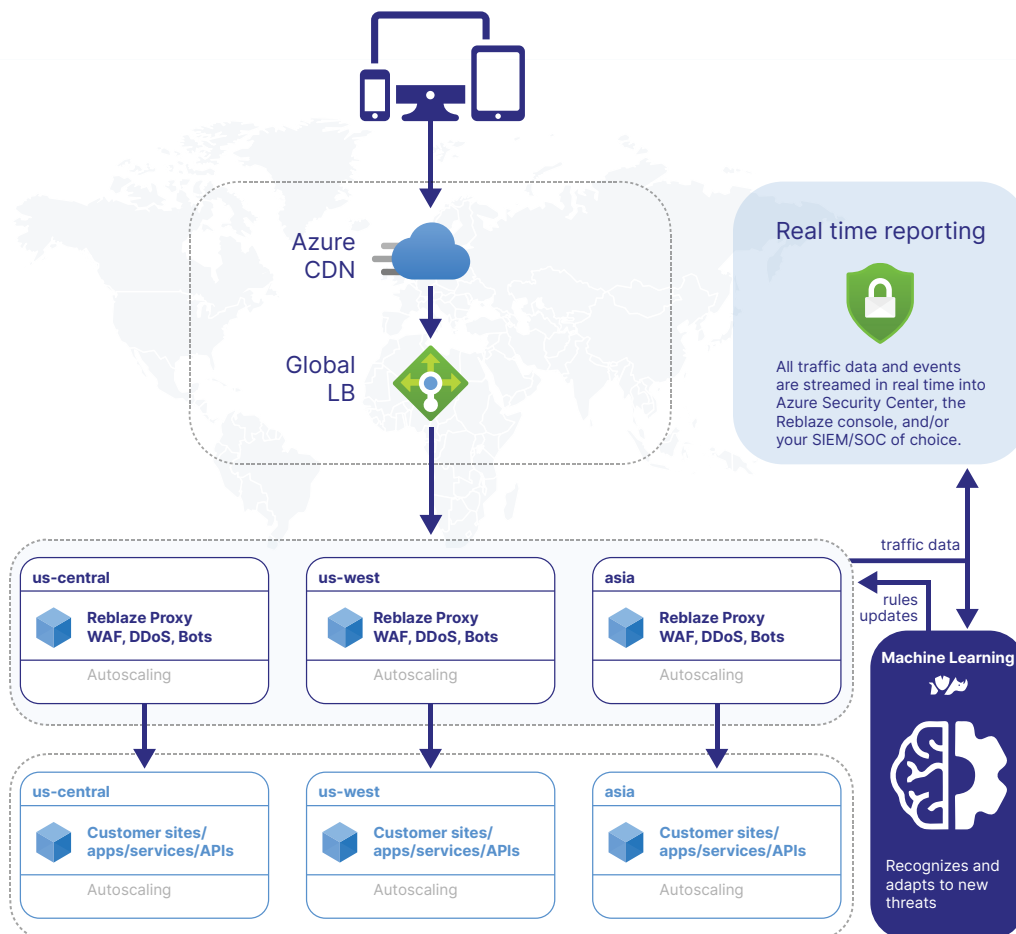 Azure
CDN
Global
LB
Real time reporting
All traffic data and events
are streamed in real time into
Azure Security Center, the
Reblaze console, and/or
your SIEM/SOC of choice.
traffic data
rules
updates
us-central
Reblaze Proxy
WAF, DDoS, Bots
Autoscaling
us-west
Reblaze Proxy
WAF, DDoS, Bots
Autoscaling
asia
Reblaze Proxy
WAF, DDoS, Bots
Autoscaling
us-central
Customer sites/
apps/services/APIs
Autoscaling
us-west
Customer sites/
apps/services/APIs
Autoscaling
asia
Customer sites/
apps/services/APIs
Autoscaling
Machine Learning
Recognizes and
adapts to new
threats